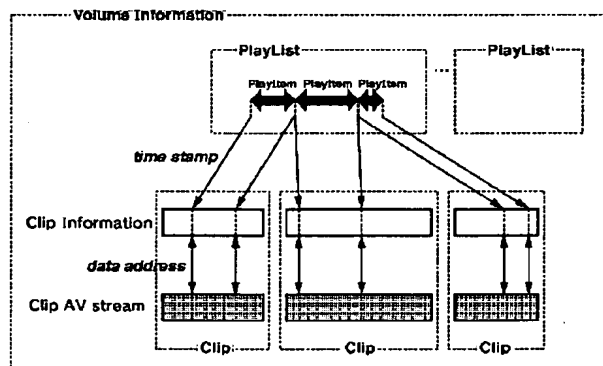 Volume Information
PlayList
PlayList
PlayItem PlayItem PlayItem
...
time stamp
Clip Information
data address
Clip AV stream
Clip
Clip
Clip